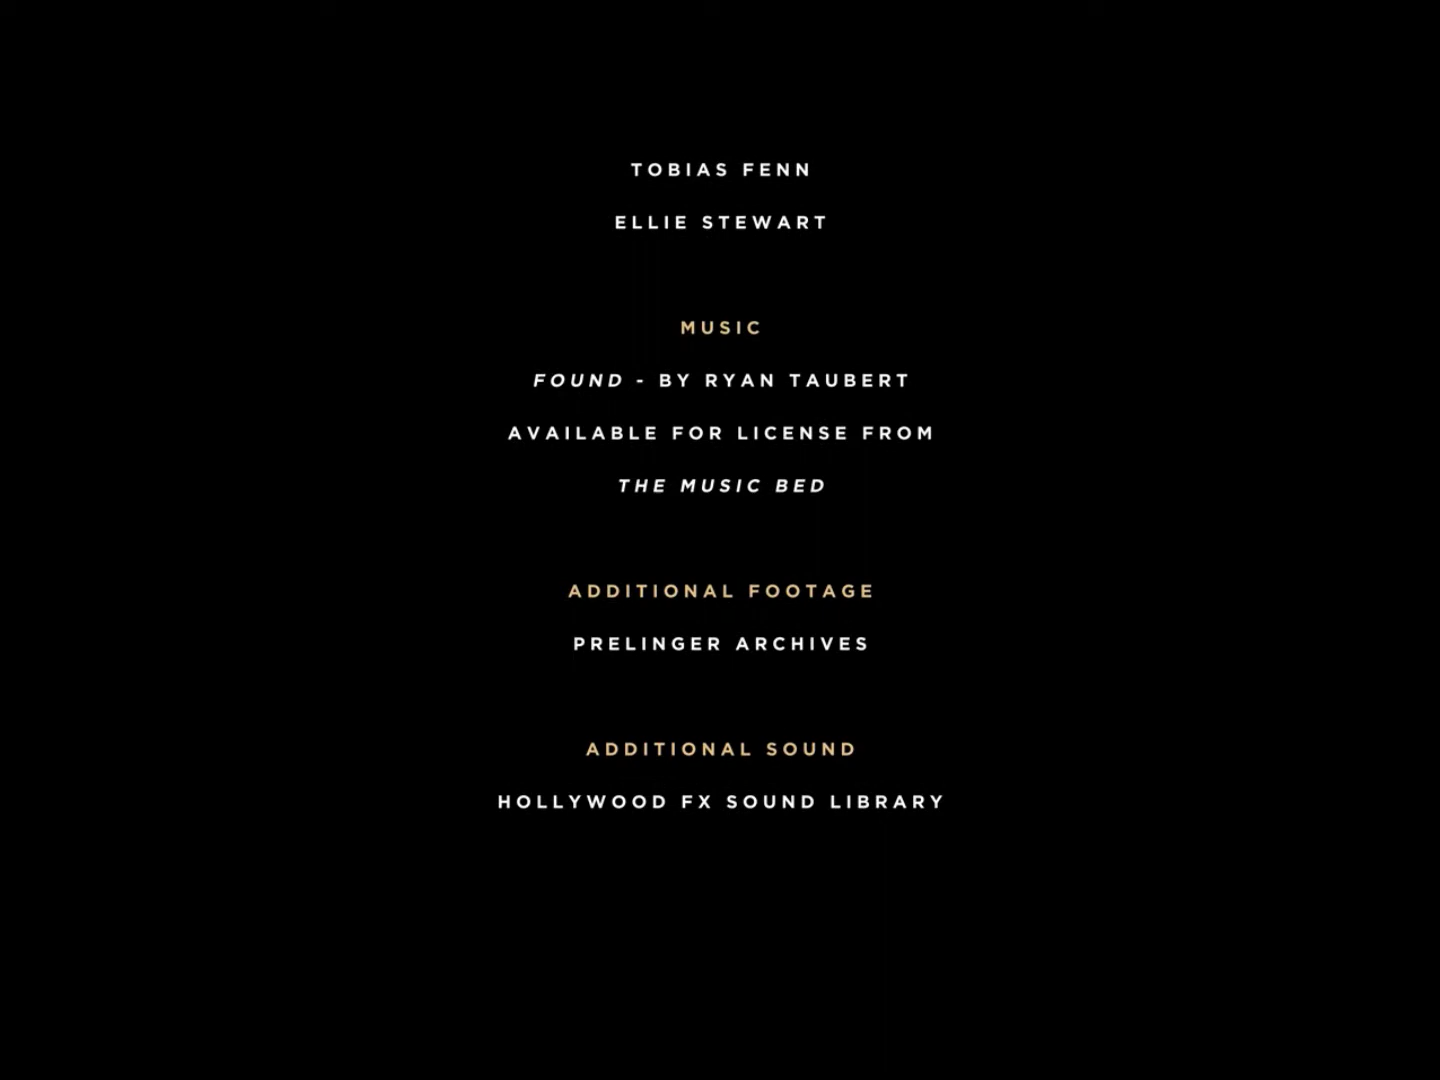 TOBIAS FENN
ELLIE STEWART
MUSIC
FOUND - BY RYAN TAUBERT
AVAILABLE FOR LICENSE FROM
THE MUSIC BED
ADDITIONAL FOOTAGE
PRELINGER ARCHIVES
ADDITIONAL SOUND
HOLLYWOOD FX SOUND LIBRARY